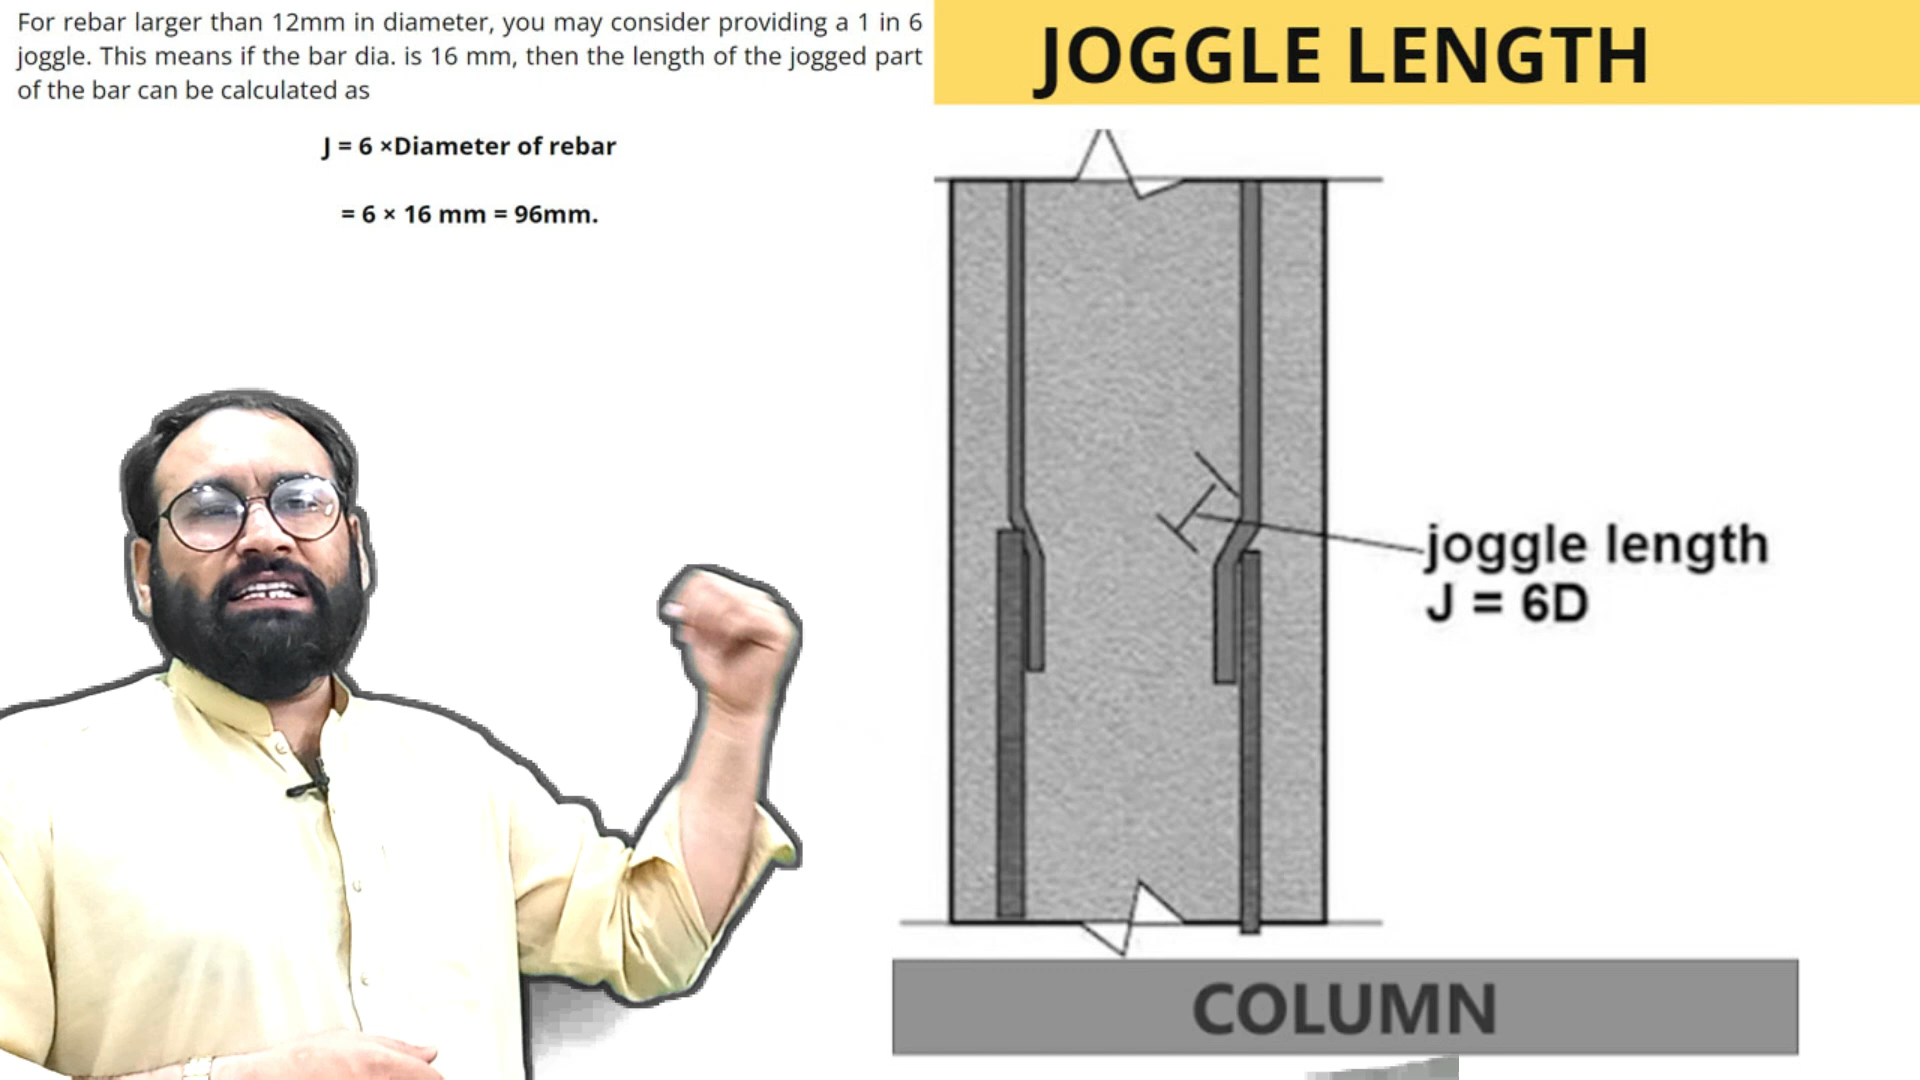 For rebar larger than 12mm in diameter, you may consider providing a 1 in 6
joggle. This means if the bar dia. is 16 mm, then the length of the jogged part
of the bar can be calculated as
J = 6 ×Diameter of rebar
= 6 × 16 mm = 96mm.
JOGGLE LENGTH
joggle length
J = 6D
COLUMN